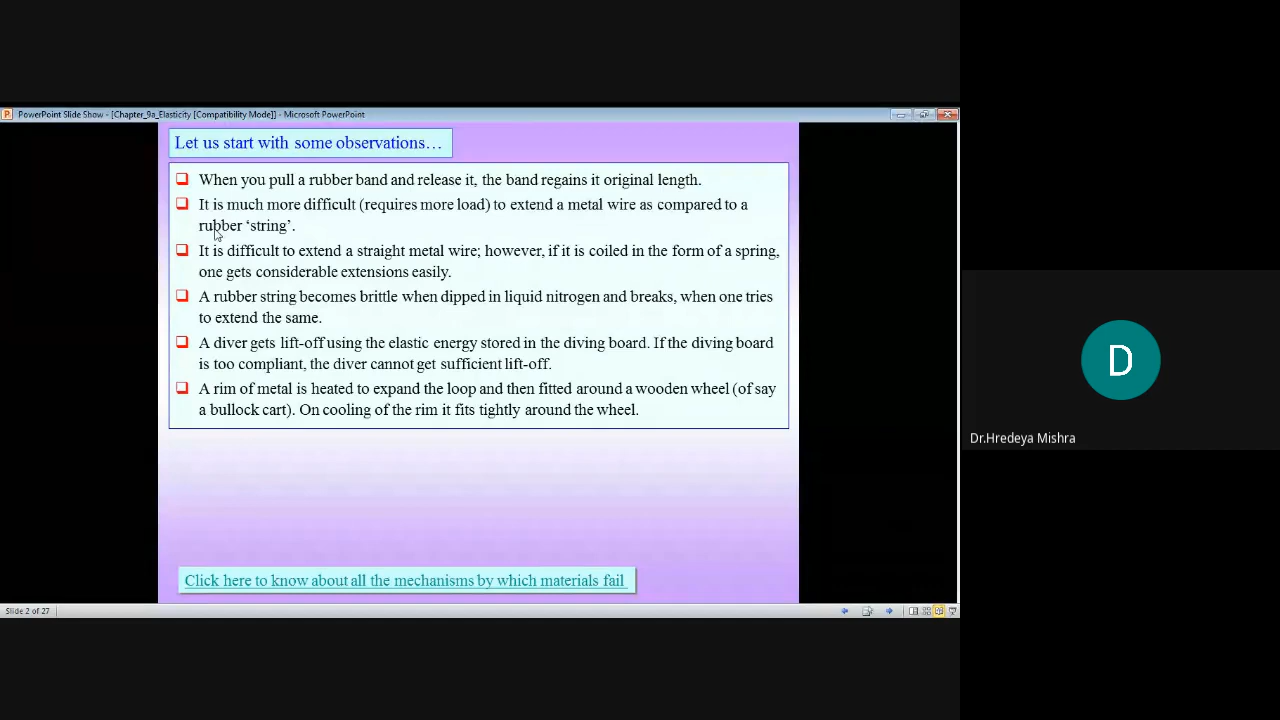 PowerPoint Slide Show - [Chapter_9a_Elasticity [Compatibility Mode]] - Microsoft PowerPoint
Let us start with some observations…
When you pull a rubber band and release it, the band regains it original length.
It is much more difficult (requires more load) to extend a metal wire as compared to a
rubber ‘string’.
It is difficult to extend a straight metal wire; however, if it is coiled in the form of a spring,
one gets considerable extensions easily.
A rubber string becomes brittle when dipped in liquid nitrogen and breaks, when one tries
to extend the same.
A diver gets lift-off using the elastic energy stored in the diving board. If the diving board
is too compliant, the diver cannot get sufficient lift-off.
A rim of metal is heated to expand the loop and then fitted around a wooden wheel (of say
a bullock cart). On cooling of the rim it fits tightly around the wheel.
Click here to know about all the mechanisms by which materials fail
Slide 2 of 27
D
Dr.Hredeya Mishra